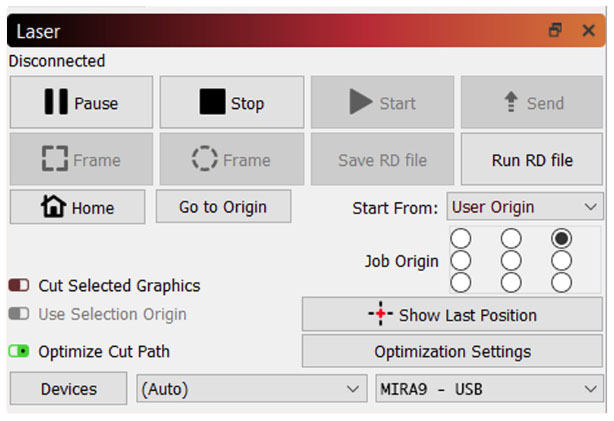 Laser
Disconnected
Pause Stop Start Send
Frame Frame Save RD file Run RD file
Home Go to Origin Start From: User Origin
Job Origin
Cut Selected Graphics
Use Selection Origin Show Last Position
Optimize Cut Path Optimization Settings
Devices (Auto) MIRA9 - USB